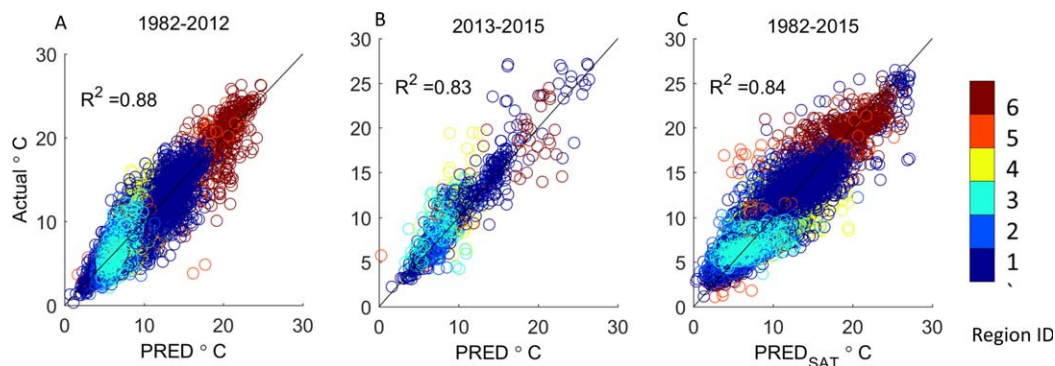 A 1982-2012
B 2013-2015
C 1982-2015
Actual ° C
30
20
10
0
R² =0.88
0 10 20 30
PRED ° C
30
25
20
15
10
5
0
R² =0.83
0 10 20 30
PRED ° C
30
25
20
15
10
5
0
R² =0.84
0 10 20 30
PRED_SAT ° C
6
5
4
3
2
1
`
Region ID